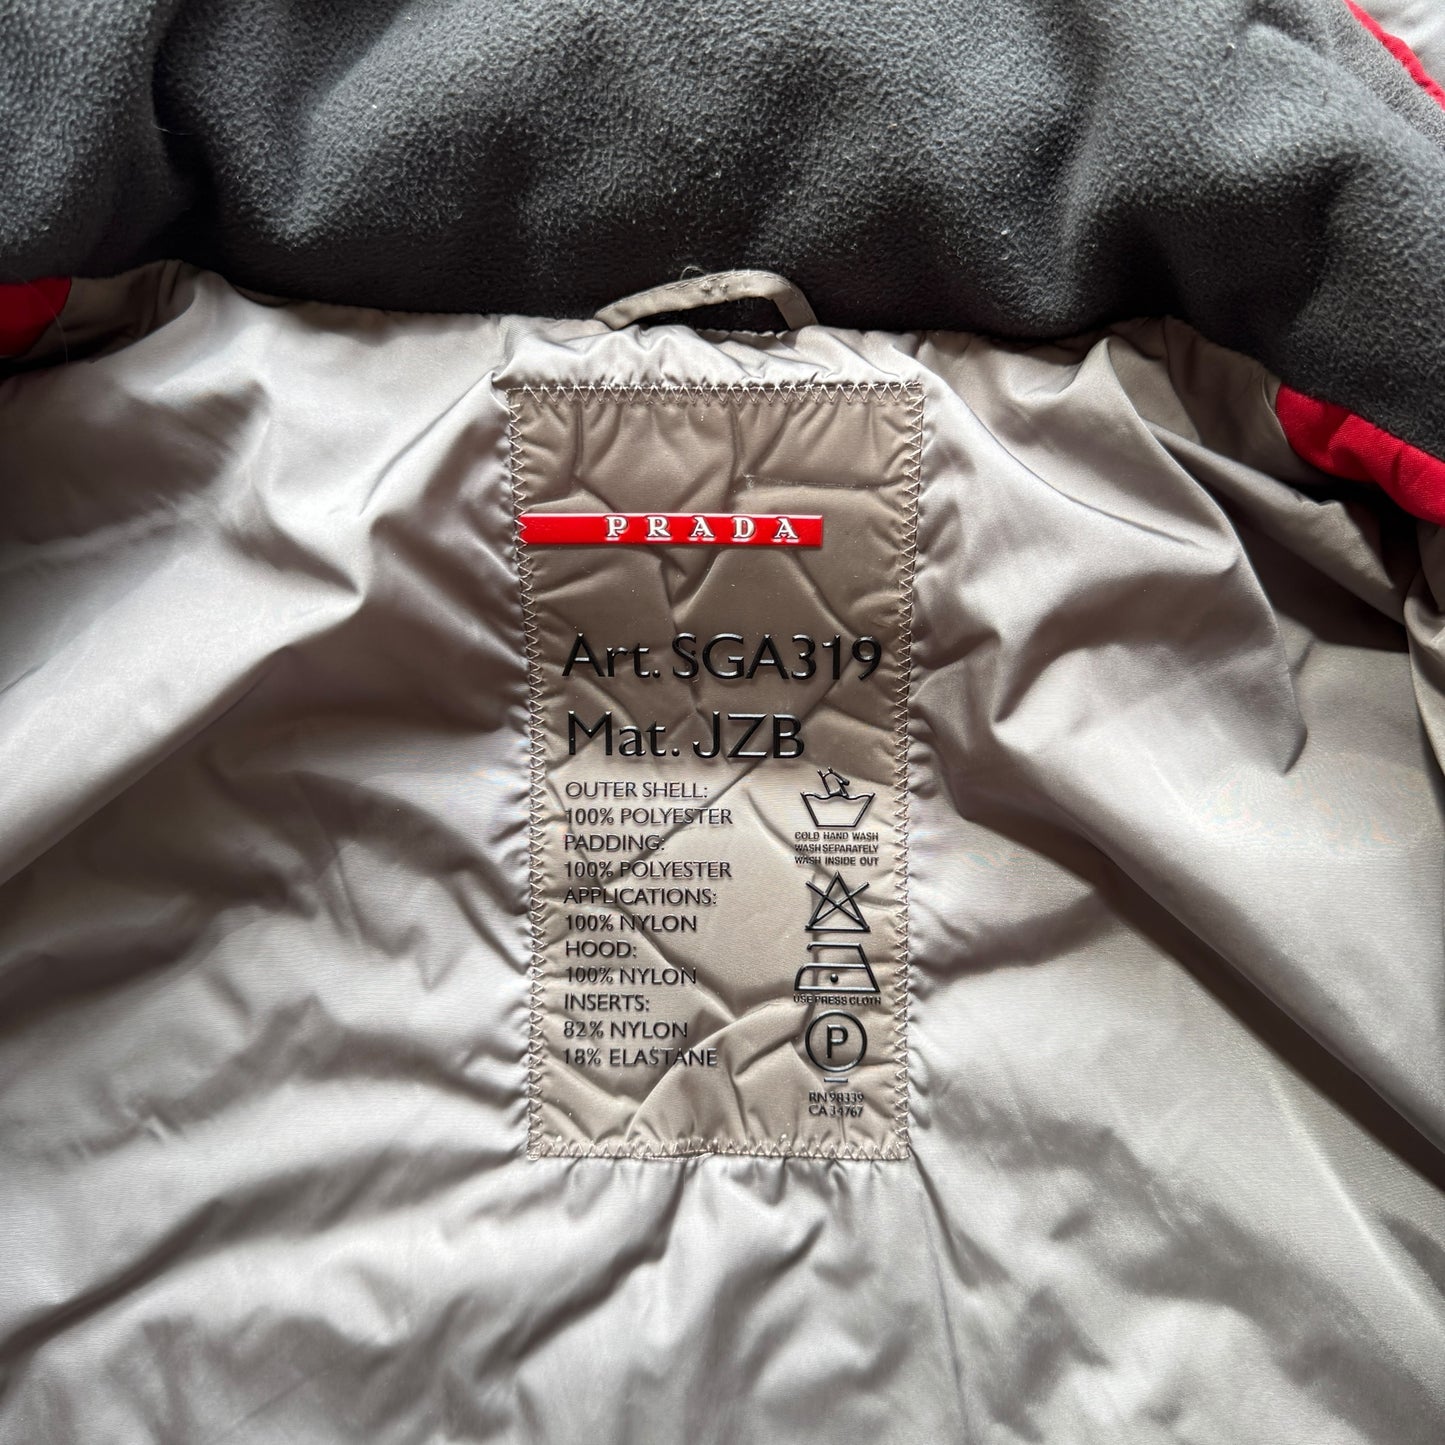 PRADA
Art. SGA319
Mat. JZB
OUTER SHELL:
100% POLYESTER
PADDING:
100% POLYESTER
APPLICATIONS:
100% NYLON
HOOD:
100% NYLON
INSERTS:
82% NYLON
18% ELASTANE
COLD HAND WASH
WASH SEPARATELY
WASH INSIDE OUT
USE PRESS CLOTH
P
RN 98339
CA 34767